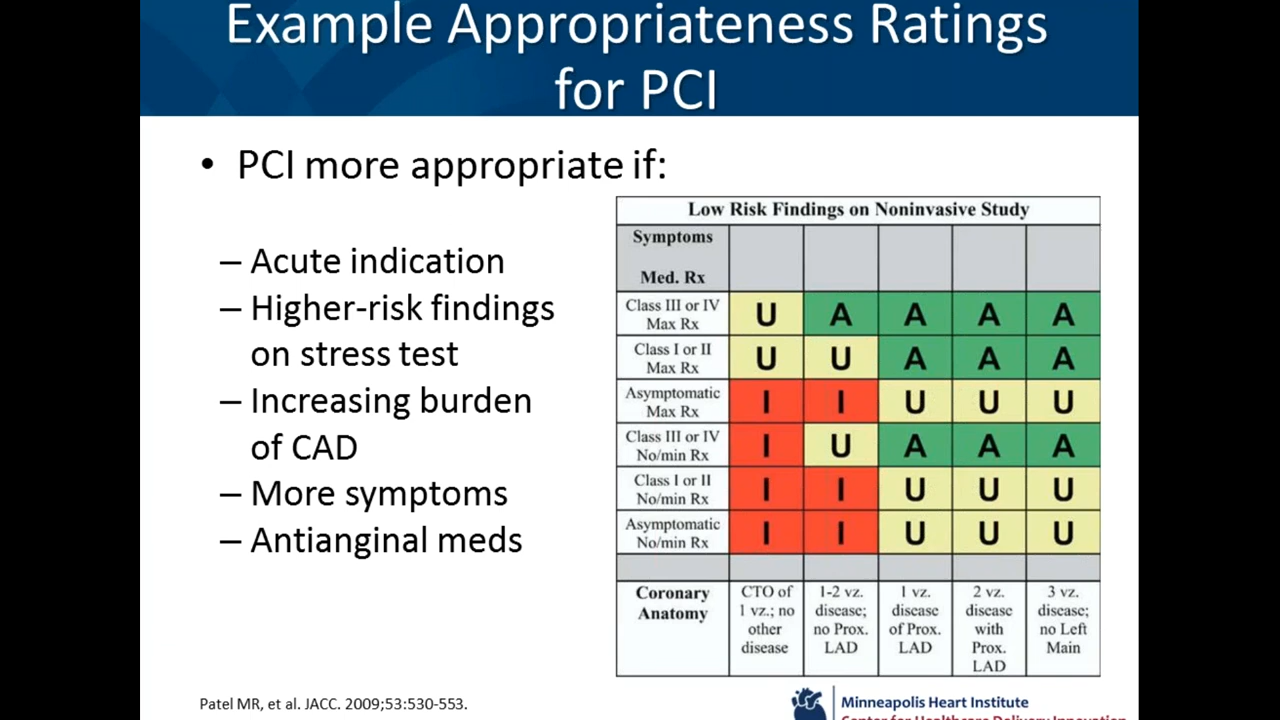 Example Appropriateness Ratings
for PCI
• PCI more appropriate if:
– Acute indication
– Higher-risk findings
on stress test
– Increasing burden
of CAD
– More symptoms
– Antianginal meds
Low Risk Findings on Noninvasive Study
Symptoms
Med. Rx
Class III or IV
Max Rx
U A A A A
Class I or II
Max Rx
U U A A A
Asymptomatic
Max Rx
I I U U U
Class III or IV
No/min Rx
I U A A A
Class I or II
No/min Rx
I I U U U
Asymptomatic
No/min Rx
I I U U U
Coronary
Anatomy
CTO of
1 vz.; no
other
disease
1-2 vz.
disease;
no Prox.
LAD
1 vz.
disease
of Prox.
LAD
2 vz.
disease
with
Prox.
LAD
3 vz.
disease;
no Left
Main
Patel MR, et al. JACC. 2009;53:530-553.
Minneapolis Heart Institute
Center for Healthcare Delivery Innovation